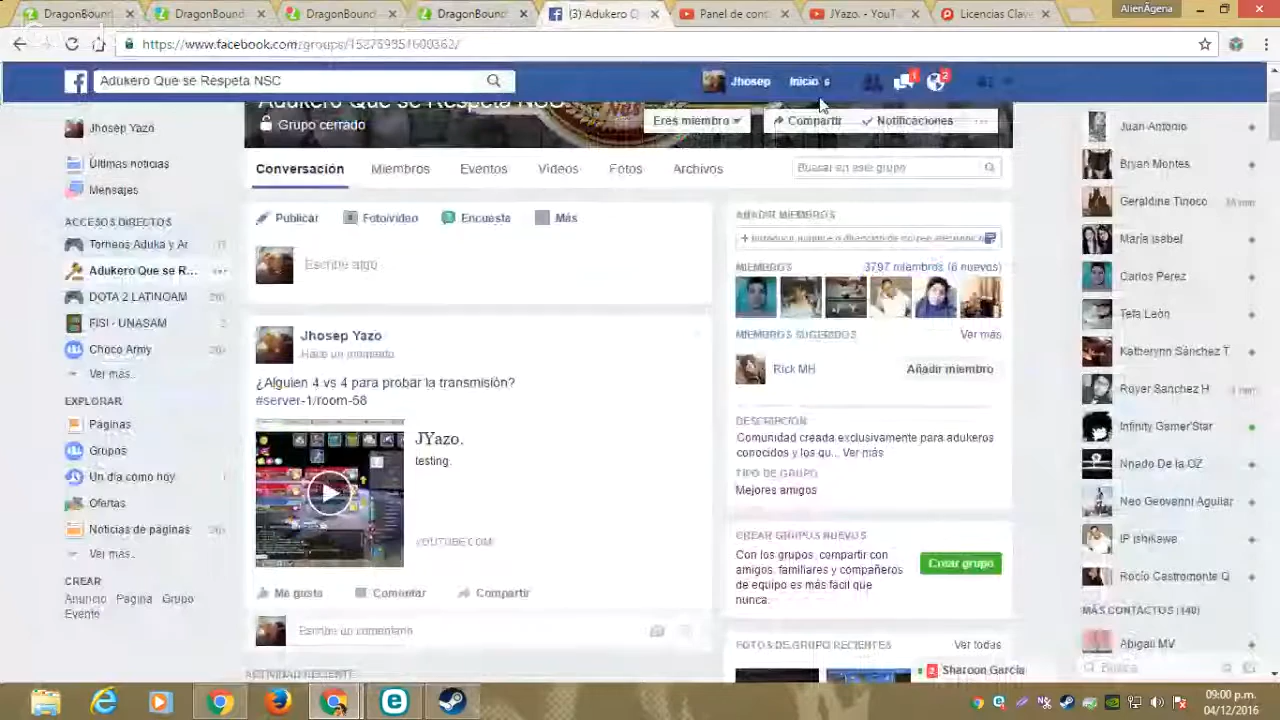 DragonBound
DragonBound
DragonBound
DragonBound
(3) Adukero Q
Panel de con
JYazo. - YouT
Licencias Clave
AlienAgena
https://www.facebook.com/groups/
Adukero Que se Respeta NSC
Jhosep
Inicio
1
2
Adukero Que se Respeta NSC
Grupo cerrado
Eres miembro
Compartir
Notificaciones
Jhosep Yazo
Últimas noticias
Mensajes
ACCESOS DIRECTOS
Torneos Aduka y Ar
Adukero Que se R...
DOTA 2 LATINOAM
FISI - UNASAM
Choca Army
Ver más...
EXPLORAR
Grupos
Un día como hoy
Noticias de páginas
Ver más...
CREAR
Anuncio Página Grupo
Evento
Conversación
Miembros
Eventos
Videos
Fotos
Archivos
Buscar en este grupo
Publicar
Foto/video
Encuesta
Más
Escribe algo
Jhosep Yazo
Hace un momento
¿Alguien 4 vs 4 para probar la transmisión?
#server-1/room-58
JYazo.
testing.
YOUTUBE.COM
Me gusta
Comentar
Compartir
Escribe un comentario
ACTIVIDAD RECIENTE
AÑADIR MIEMBROS
MIEMBROS
3797 miembros (6 nuevos)
MIEMBROS SUGERIDOS
Ver más
Rick MH
Añadir miembro
DESCRIPCIÓN
Comunidad creada exclusivamente para adukeros
conocidos y los qu... Ver más
TIPO DE GRUPO
Mejores amigos
CREAR GRUPOS NUEVOS
Con los grupos, compartir con
amigos, familiares y compañeros
de equipo es más fácil que
nunca.
Crear grupo
FOTOS DE GRUPO RECIENTES
Ver todas
Juan Antonio
Bryan Montes
Geraldine Tinoco
María Isabel
Carlos Perez
Tefa León
Katherynn Sánchez T
Royer Sanchez H
Infinity Gamer'Star
Nhado De la OZ
Neo Geovanni Aguilar
Rocío Castromonte Q
MÁS CONTACTOS (140)
Abigail MV
2 Sharoon García
09:00 p.m.
04/12/2016